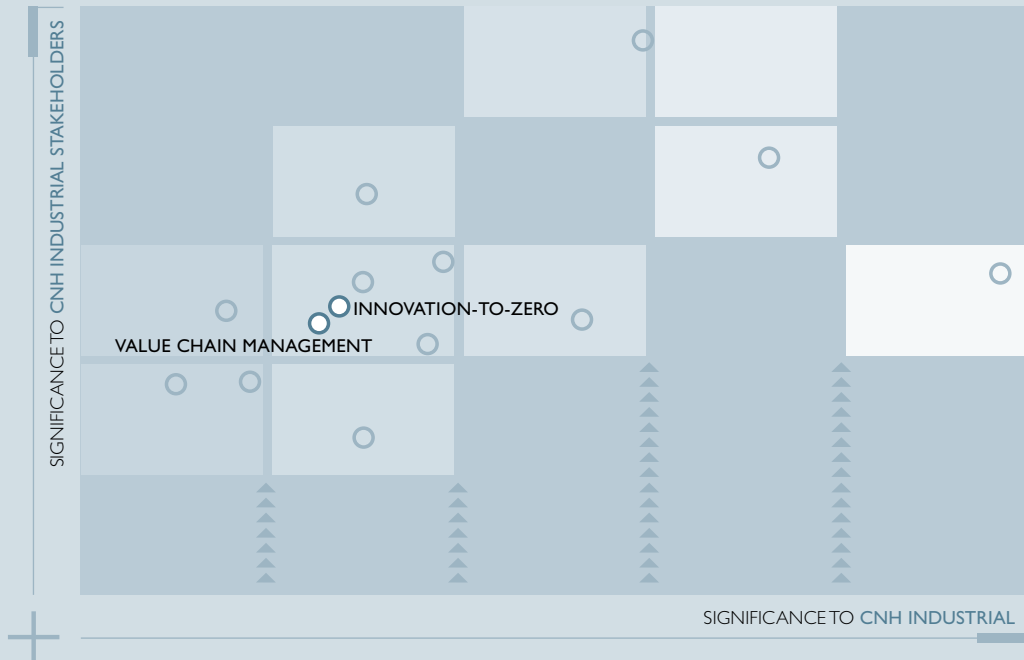 SIGNIFICANCE TO CNH INDUSTRIAL STAKEHOLDERS
INNOVATION-TO-ZERO
VALUE CHAIN MANAGEMENT
SIGNIFICANCE TO CNH INDUSTRIAL